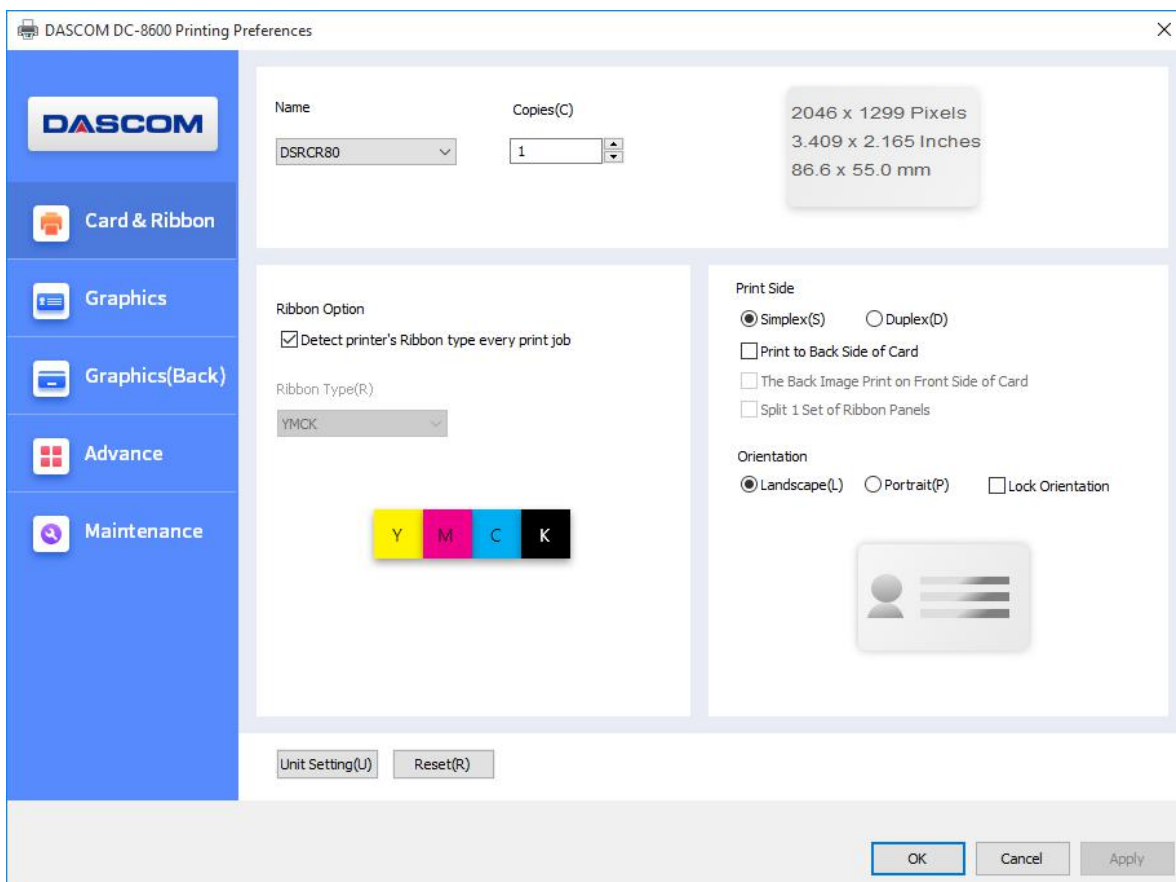 DASCOM DC-8600 Printing Preferences
DASCOM
Card & Ribbon
Graphics
Graphics(Back)
Advance
Maintenance
Name
Copies(C)
DSRCR80
1
2046 x 1299 Pixels
3.409 x 2.165 Inches
86.6 x 55.0 mm
Ribbon Option
Detect printer's Ribbon type every print job
Ribbon Type(R)
YMCK
Y M C K
Print Side
Simplex(S) Duplex(D)
Print to Back Side of Card
The Back Image Print on Front Side of Card
Split 1 Set of Ribbon Panels
Orientation
Landscape(L) Portrait(P) Lock Orientation
Unit Setting(U) Reset(R)
OK Cancel Apply